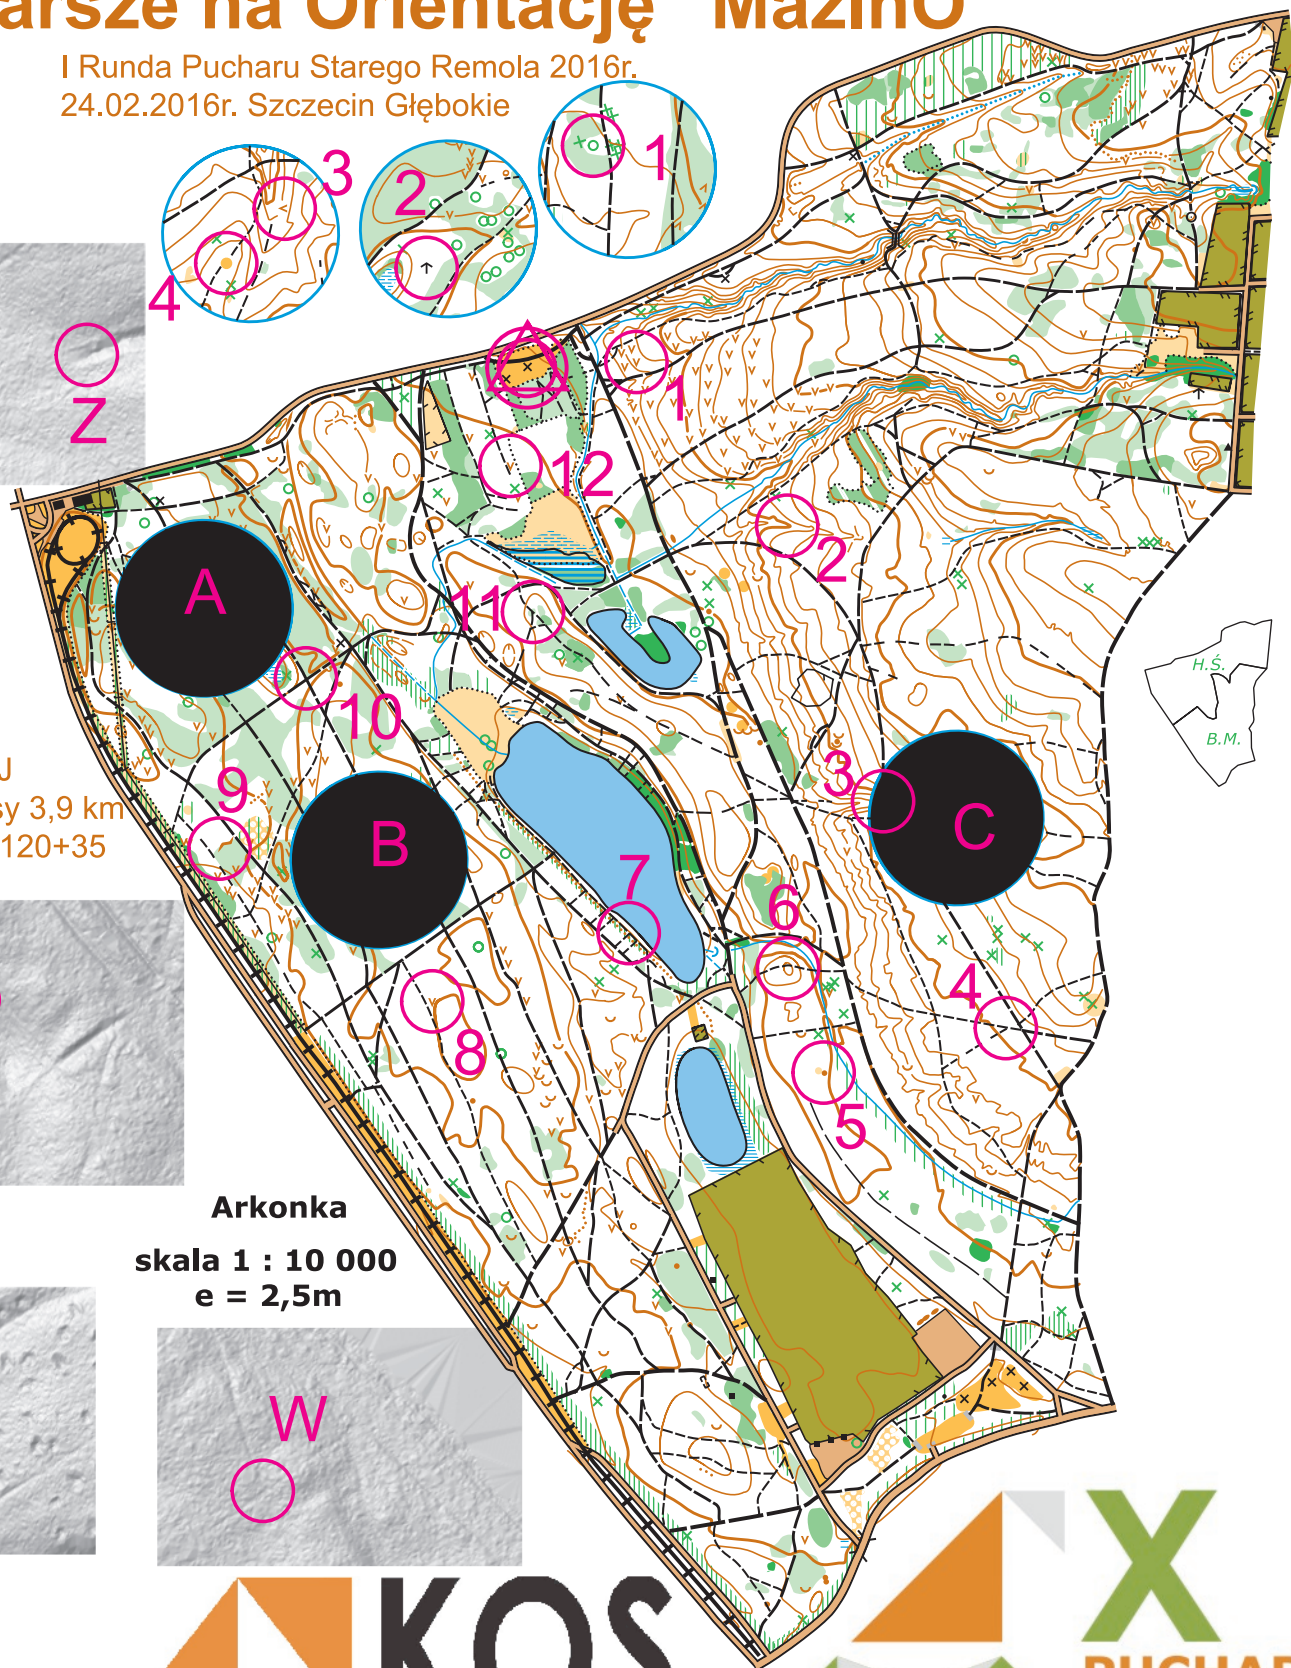 arsze na Orientację "MazInO"
I Runda Pucharu Starego Remola 2016r.
24.02.2016r. Szczecin Głębokie
3
2
1
4
Z
1
12
2
A
11
10
H.Ś.
B.M.
J
sy 3,9 km
120+35
9
3
B
C
7
6
4
8
5
Arkonka
skala 1 : 10 000
e = 2,5m
W
KOS
X
PUCHAR